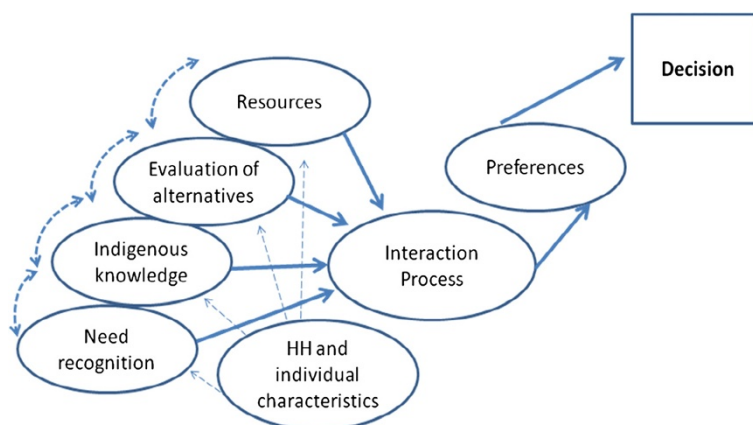 Resources
Decision
Evaluation of
alternatives
Preferences
Indigenous
knowledge
Interaction
Process
Need
recognition
HH and
individual
characteristics